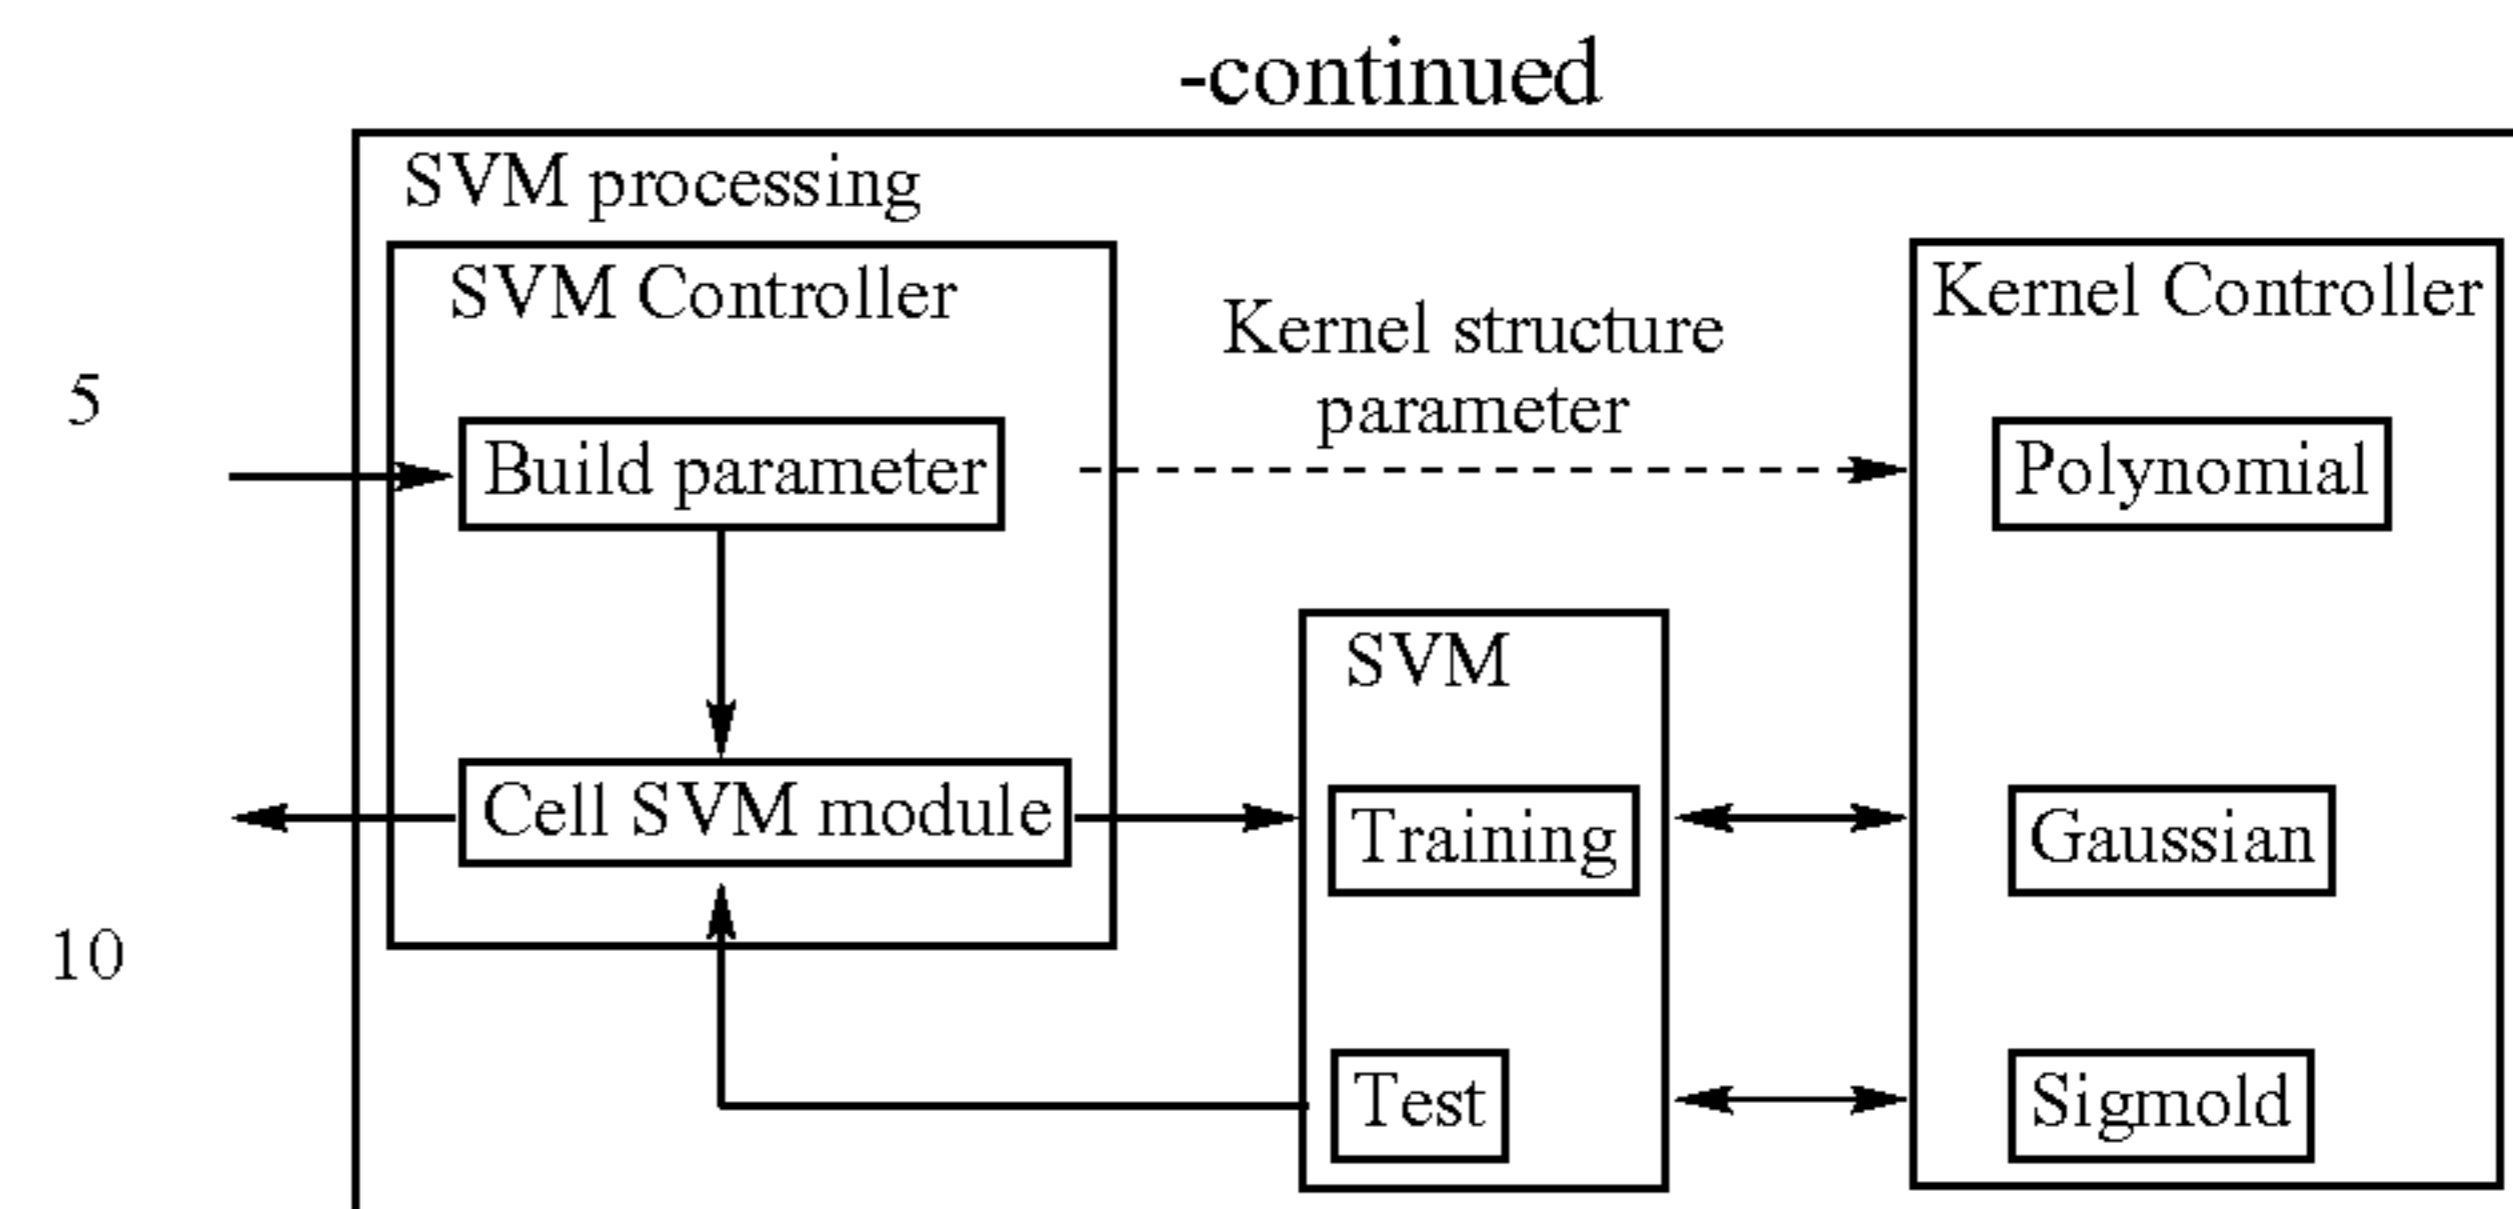 -continued
SVM processing
SVM Controller
Kernel structure
parameter
Kernel Controller
5
Build parameter
Polynomial
SVM
Cell SVM module
Training
Gaussian
10
Test
Sigmold